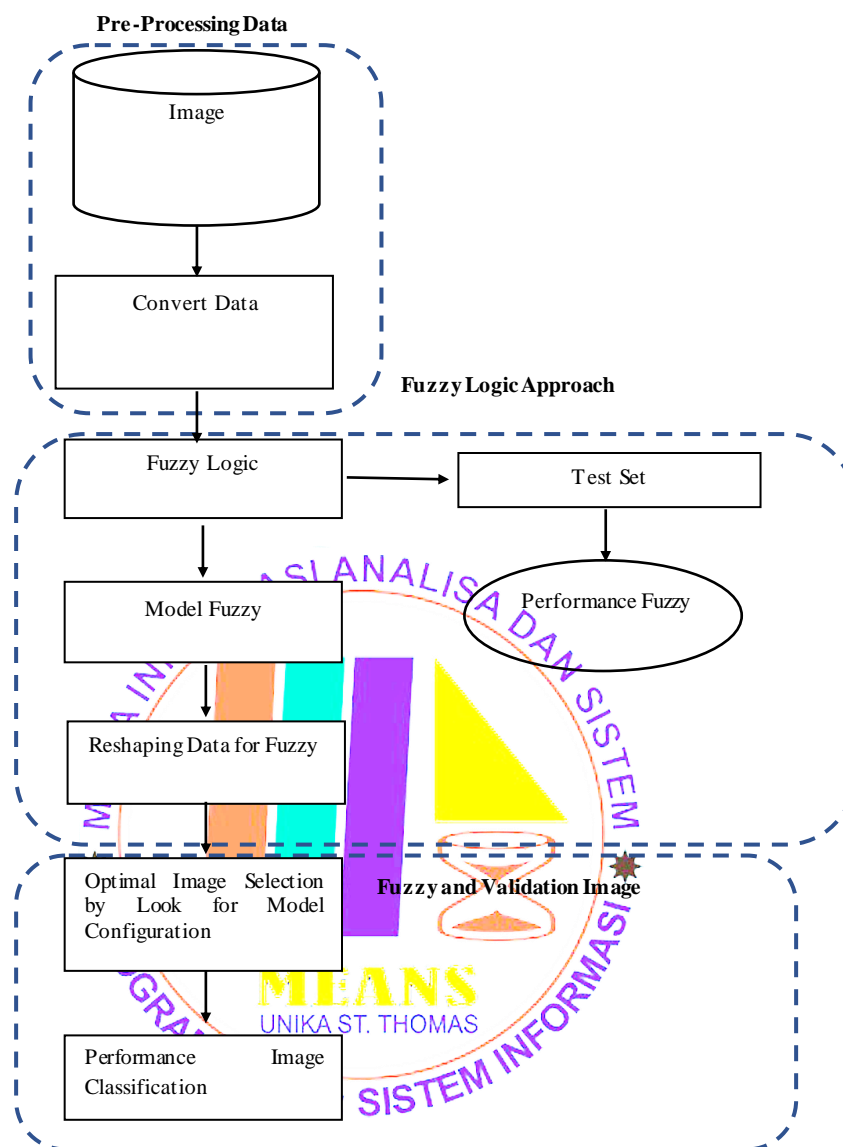 Pre-Processing Data
Image
Convert Data
Fuzzy Logic Approach
Fuzzy Logic
Test Set
Model Fuzzy
Performance Fuzzy
Reshaping Data for Fuzzy
Optimal Image Selection
by Look for Model
Configuration
Fuzzy and Validation Image
Performance Image
Classification
ANALISA DAN SISTEM
SISTEM INFORMASI
MEANS
UNIKA ST. THOMAS